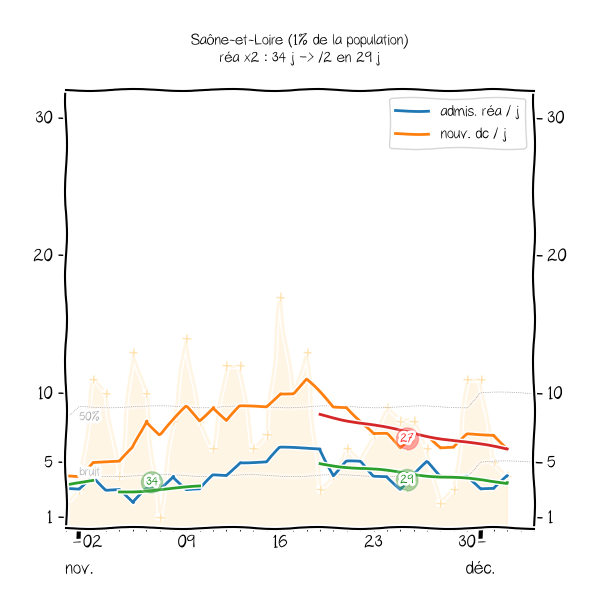 Saône-et-Loire (1% de la population)
réa x2 : 34 j -> /2 en 29 j
admis. réa / j
nouv. dc / j
30
30
20
20
10
10
50%
27
5
5
bruit
34
29
1
1
02
09
16
23
30
nov.
déc.